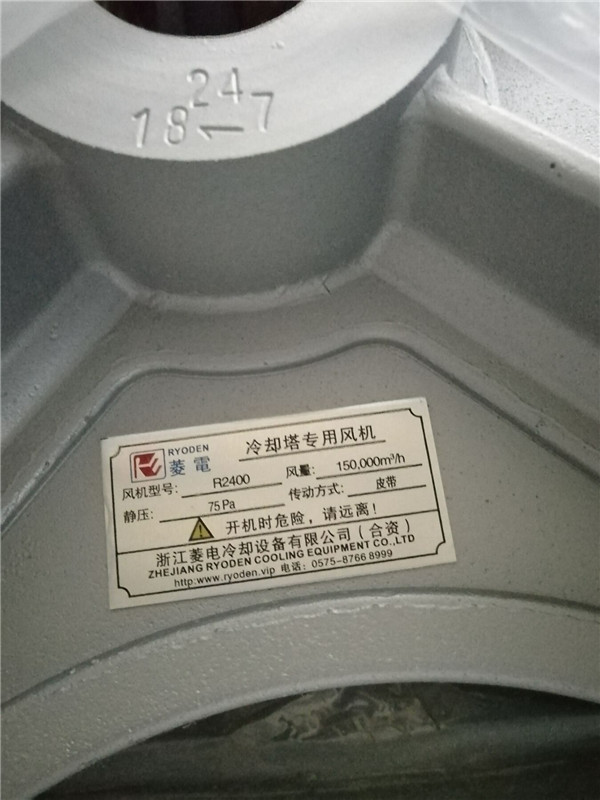 24
18←7
RYODEN
菱電
冷却塔专用风机
风机型号: R2400 风量: 150,000m³/h
静压: 75Pa 传动方式: 皮带
开机时危险，请远离!
浙江菱电冷却设备有限公司（合资）
ZHEJIANG RYODEN COOLING EQUIPMENT CO.,LTD
http:www.ryoden.vip 电话: 0575-8766 8999